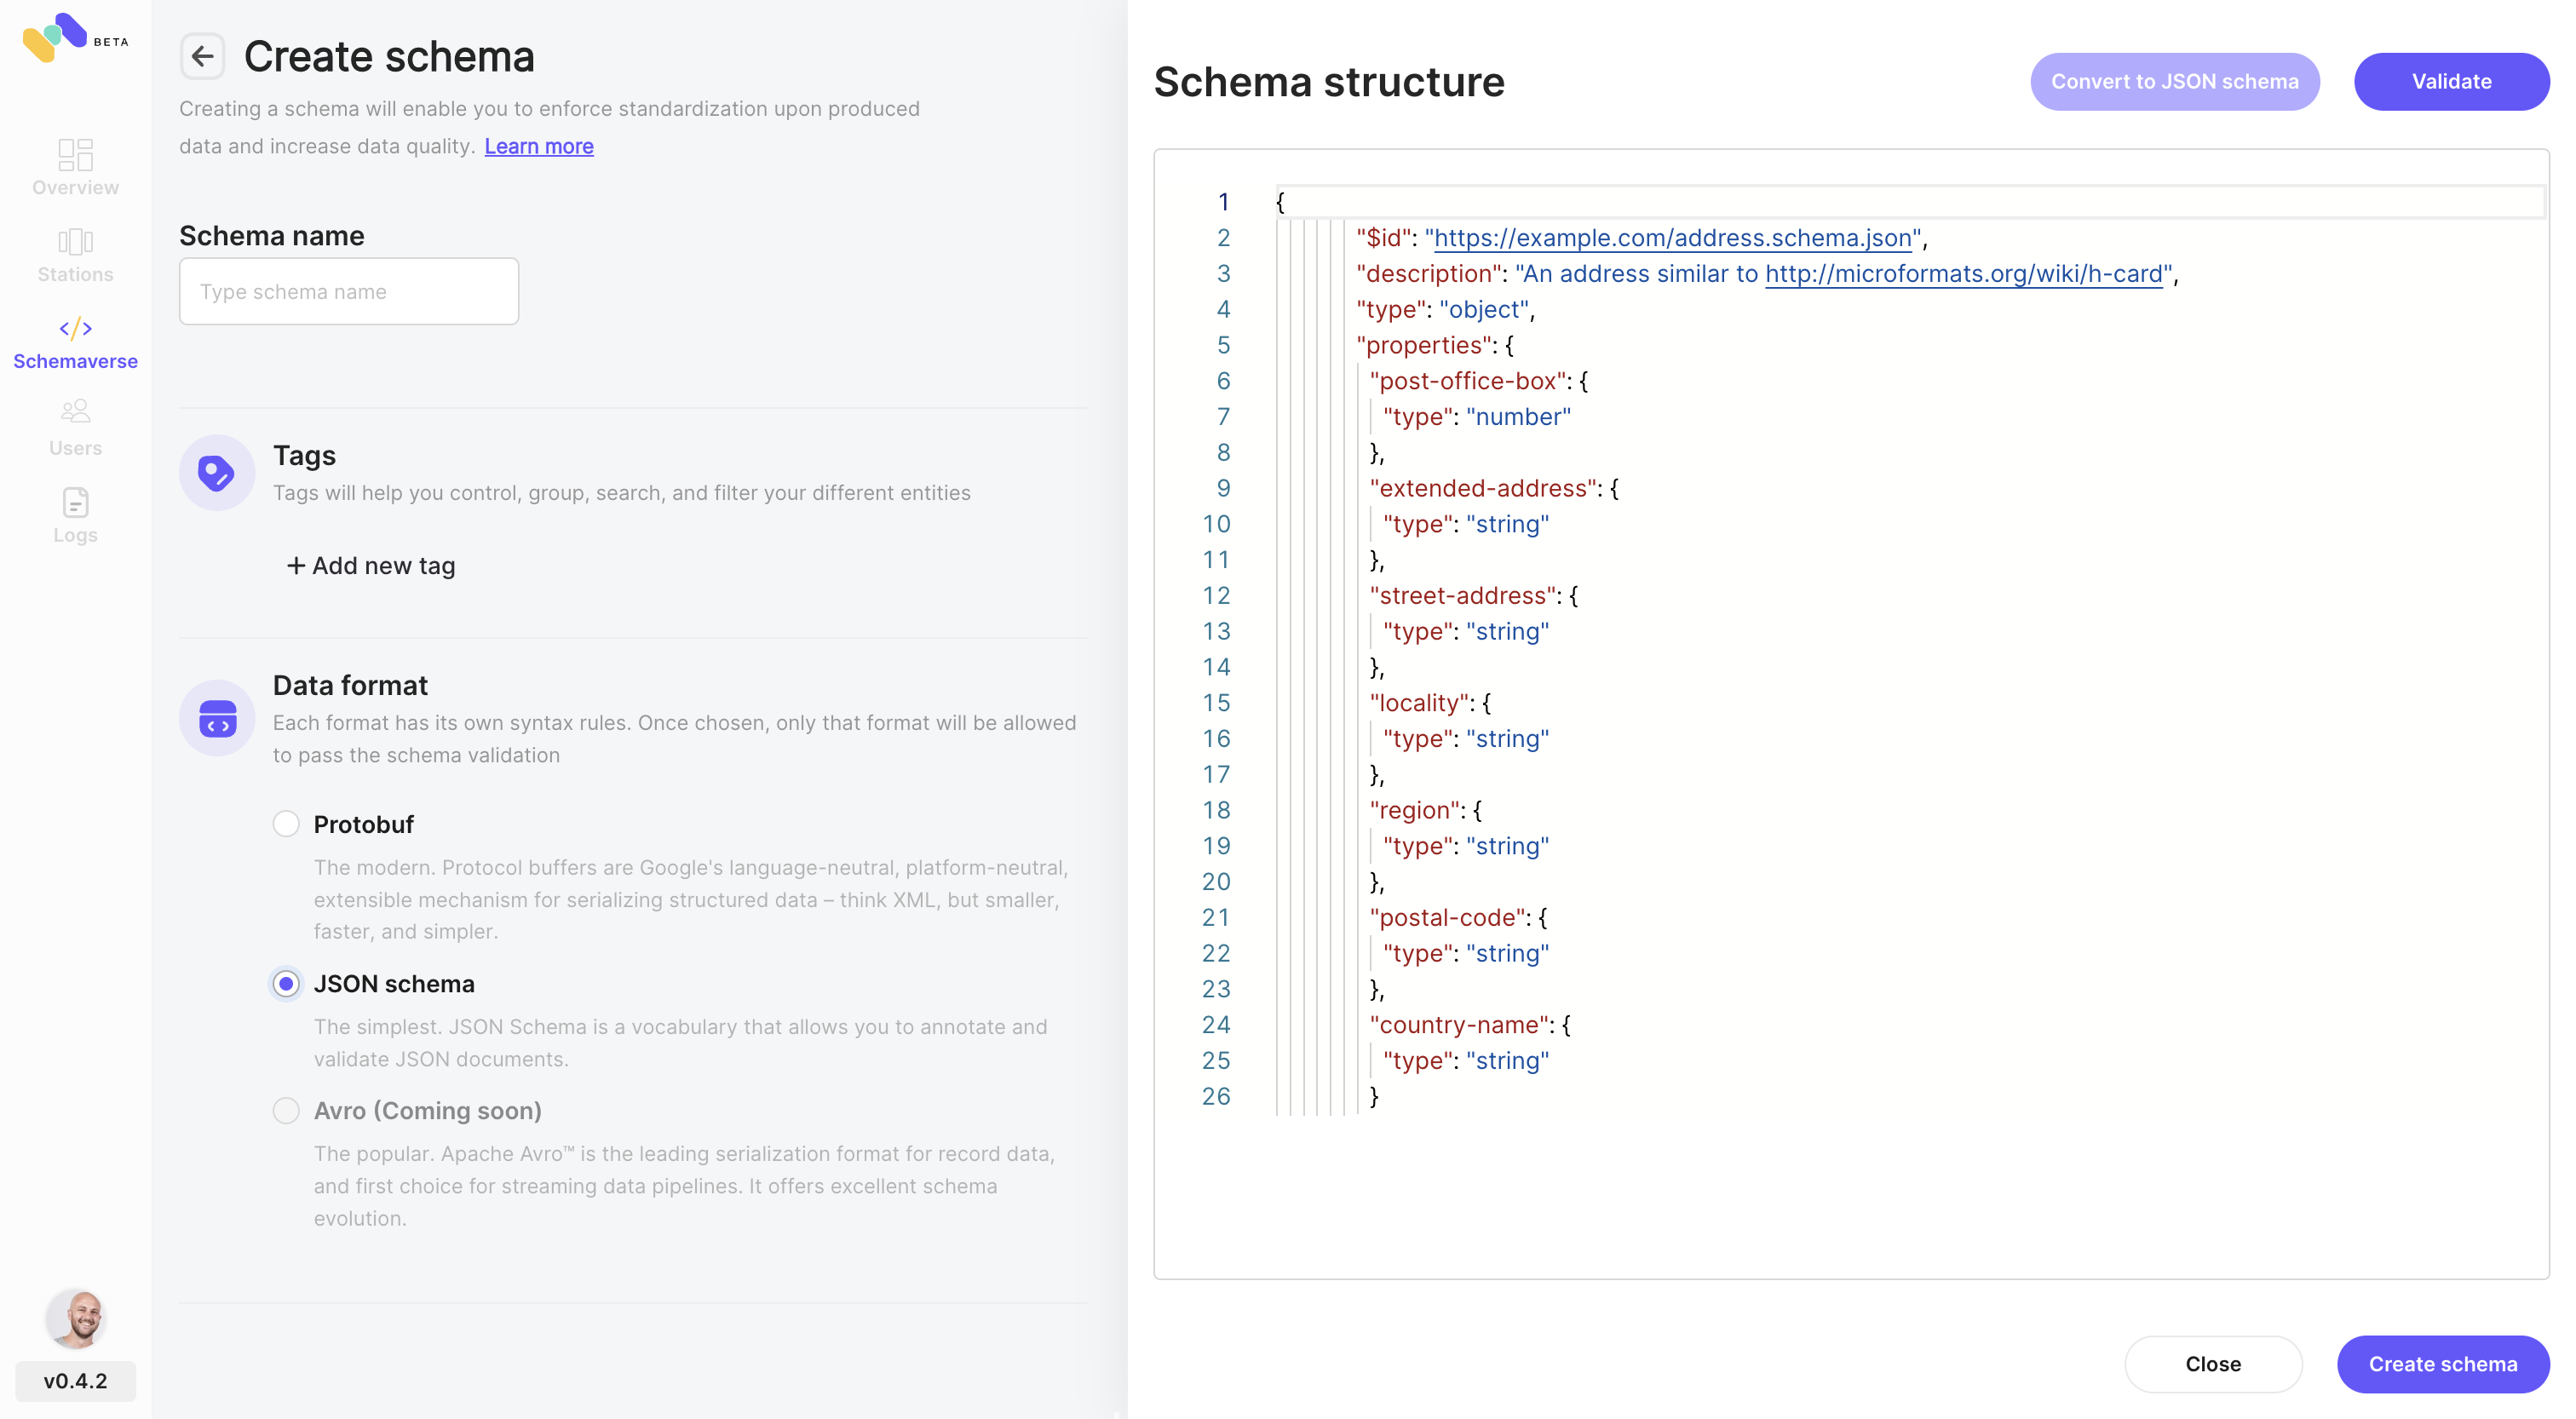 BETA
Overview
Stations
Schemaverse
Users
Logs
v0.4.2
Create schema
Creating a schema will enable you to enforce standardization upon produced
data and increase data quality. Learn more
Schema name
Type schema name
Tags
Tags will help you control, group, search, and filter your different entities
+ Add new tag
Data format
Each format has its own syntax rules. Once chosen, only that format will be allowed
to pass the schema validation
Protobuf
The modern. Protocol buffers are Google's language-neutral, platform-neutral,
extensible mechanism for serializing structured data – think XML, but smaller,
faster, and simpler.
JSON schema
The simplest. JSON Schema is a vocabulary that allows you to annotate and
validate JSON documents.
Avro (Coming soon)
The popular. Apache Avro™ is the leading serialization format for record data,
and first choice for streaming data pipelines. It offers excellent schema
evolution.
Schema structure
Convert to JSON schema
Validate
1 {
2 "$id": "https://example.com/address.schema.json",
3 "description": "An address similar to http://microformats.org/wiki/h-card",
4 "type": "object",
5 "properties": {
6 "post-office-box": {
7 "type": "number"
8 },
9 "extended-address": {
10 "type": "string"
11 },
12 "street-address": {
13 "type": "string"
14 },
15 "locality": {
16 "type": "string"
17 },
18 "region": {
19 "type": "string"
20 },
21 "postal-code": {
22 "type": "string"
23 },
24 "country-name": {
25 "type": "string"
26 }
Close
Create schema